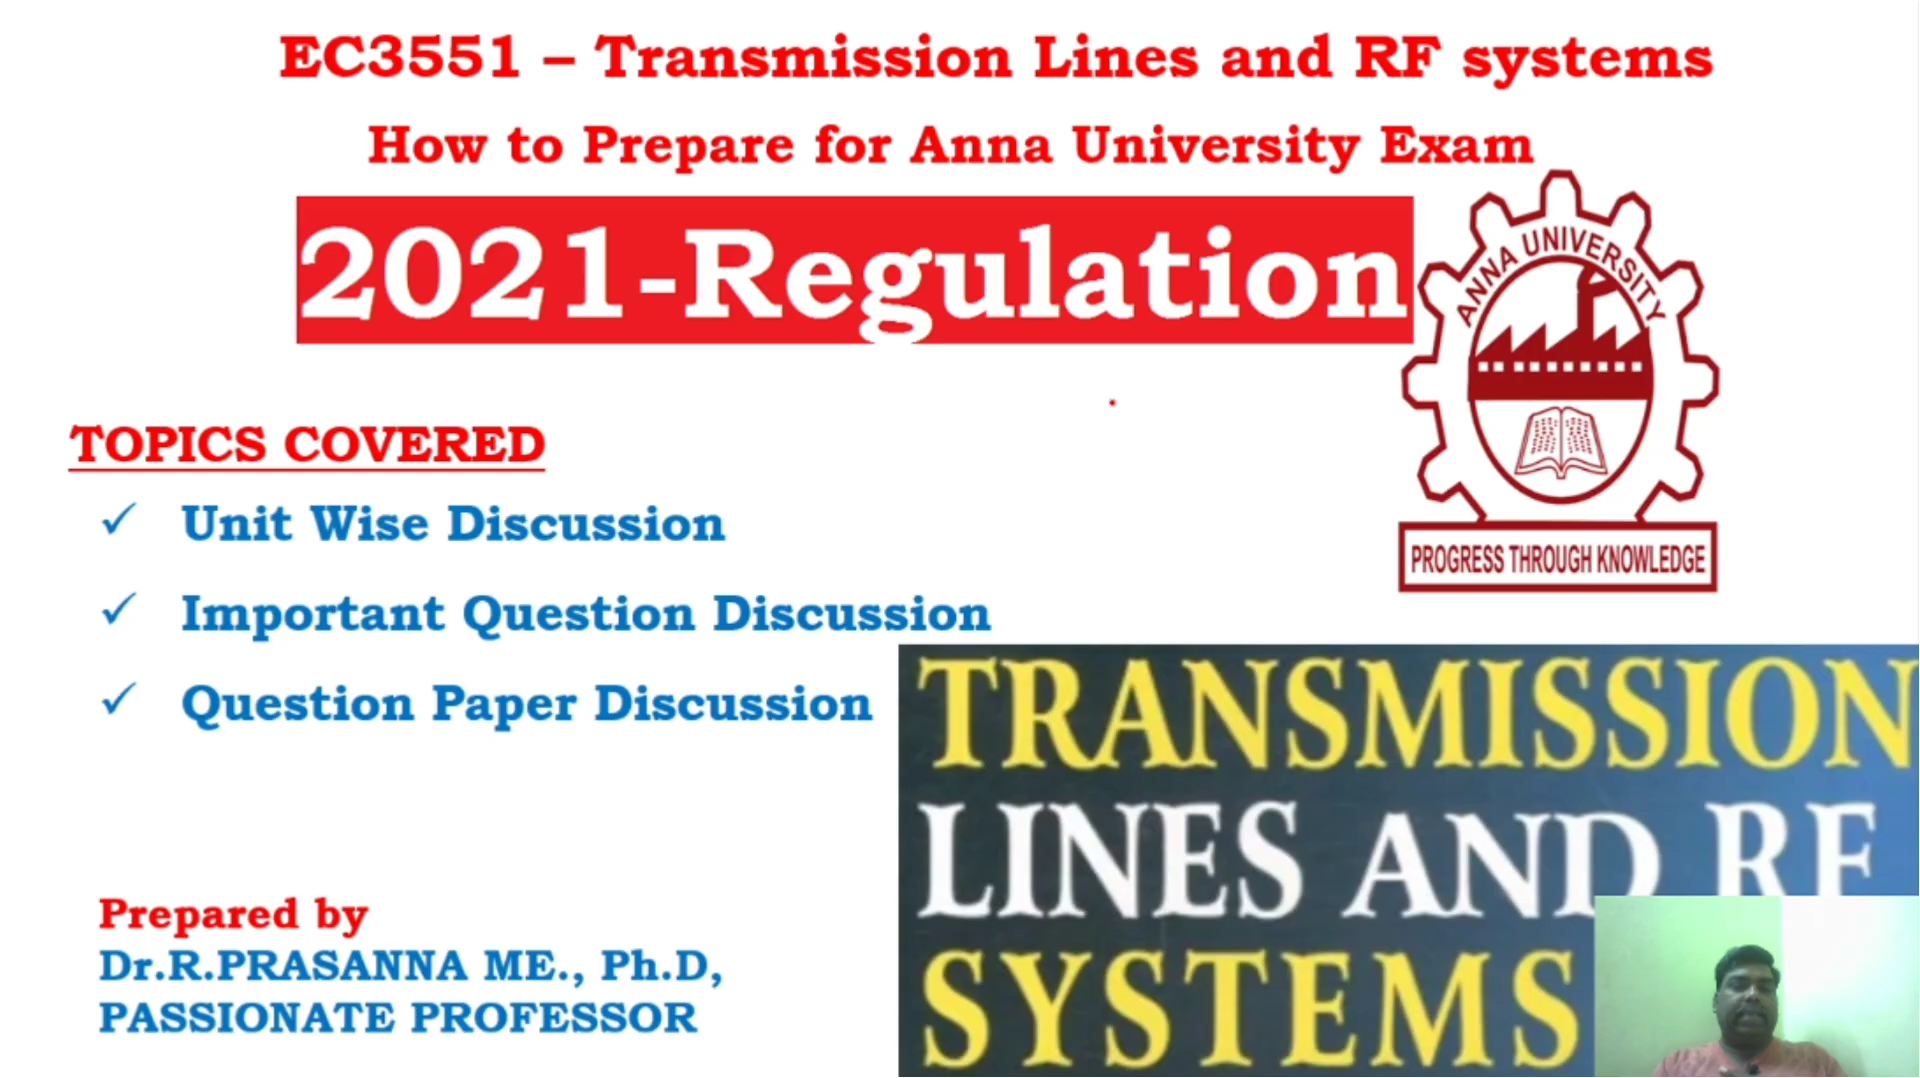 EC3551 – Transmission Lines and RF systems
How to Prepare for Anna University Exam
2021-Regulation
ANNA UNIVERSITY
PROGRESS THROUGH KNOWLEDGE
TOPICS COVERED
✓ Unit Wise Discussion
✓ Important Question Discussion
✓ Question Paper Discussion
TRANSMISSION
LINES AND RF
SYSTEMS
Prepared by
Dr.R.PRASANNA ME., Ph.D,
PASSIONATE PROFESSOR